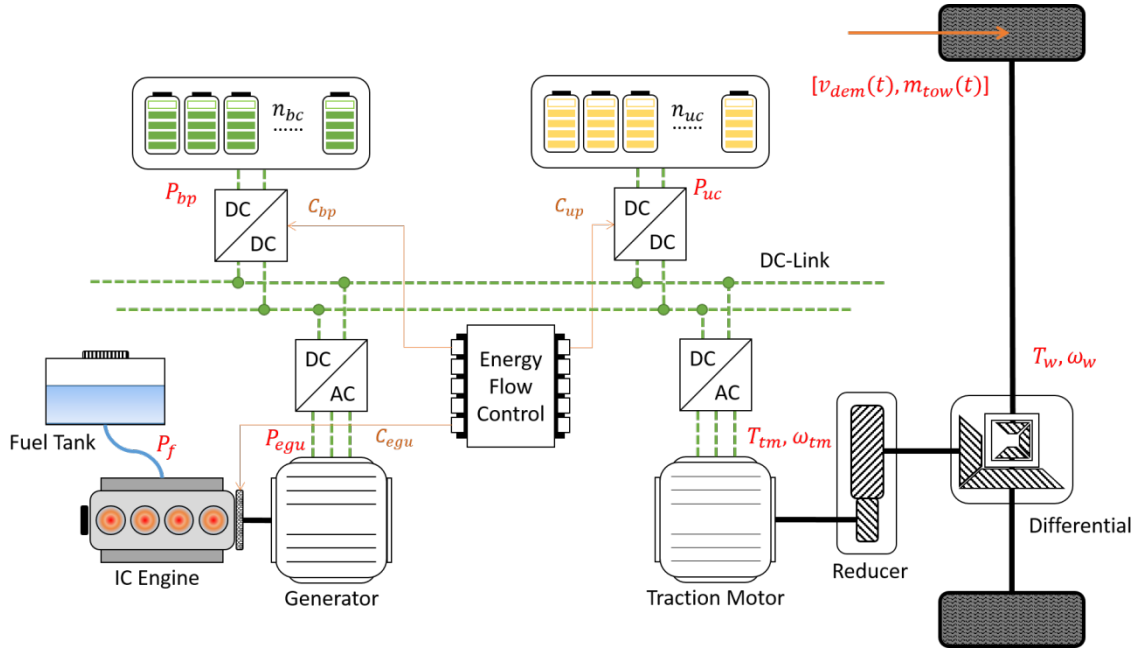 [v_dem(t), m_tow(t)]
n_bc
......
n_uc
......
P_bp
P_uc
DC
DC
C_bp
C_up
DC
DC
DC-Link
DC
AC
Energy
Flow
Control
DC
AC
T_w, ω_w
Fuel Tank
P_f
P_egu
C_egu
T_tm, ω_tm
Differential
IC Engine
Generator
Traction Motor
Reducer